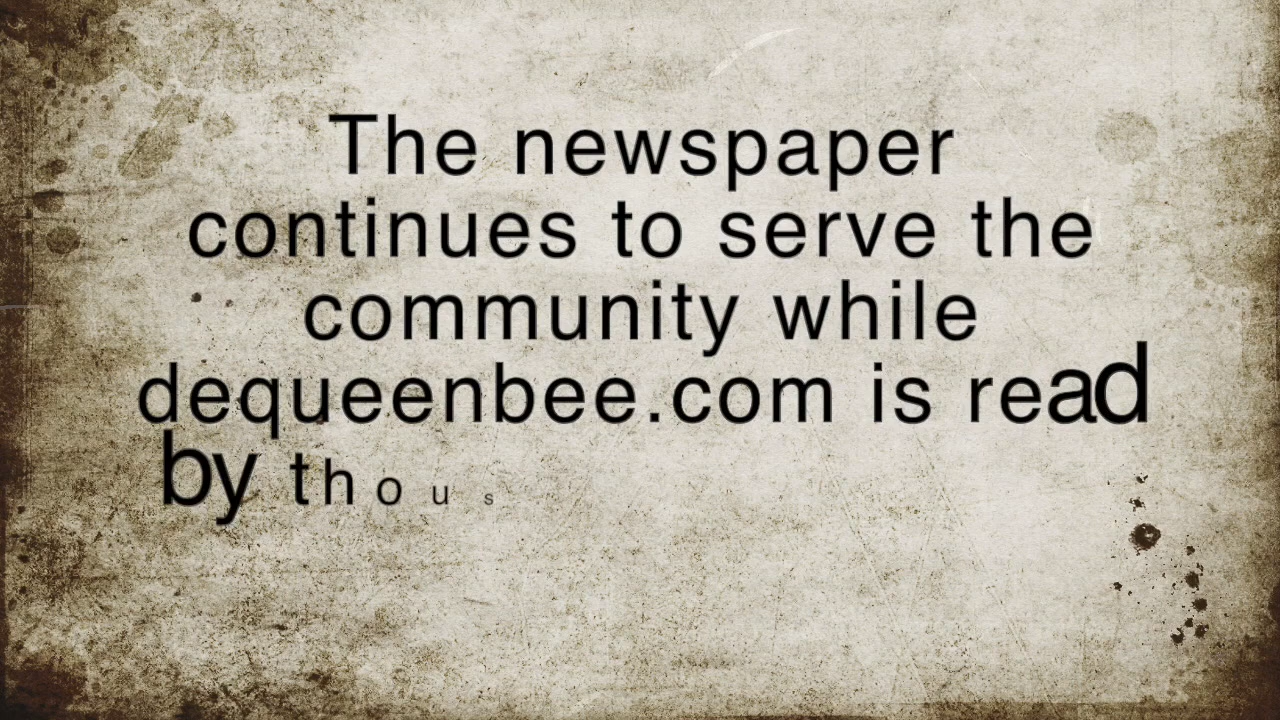 The newspaper
continues to serve the
community while
dequeenbee.com is read
by thous